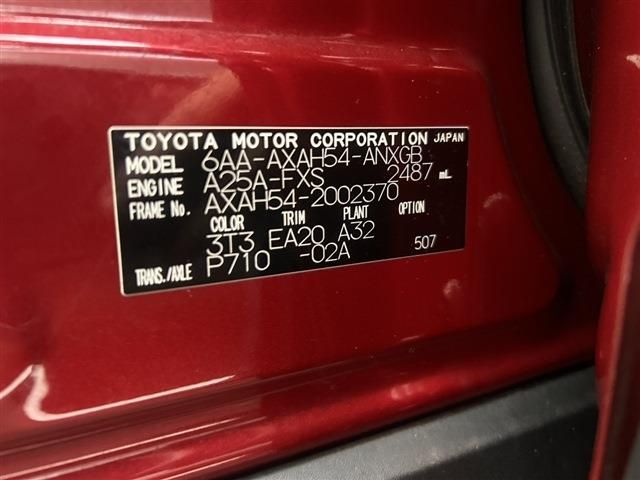 TOYOTA MOTOR CORPORATION JAPAN
MODEL 6AA-AXAH54-ANXGB
ENGINE A25A-FXS 2487 mL
FRAME No. AXAH54-2002370
COLOR TRIM PLANT OPTION
3T3 EA20 A32 507
TRANS./AXLE P710 -02A